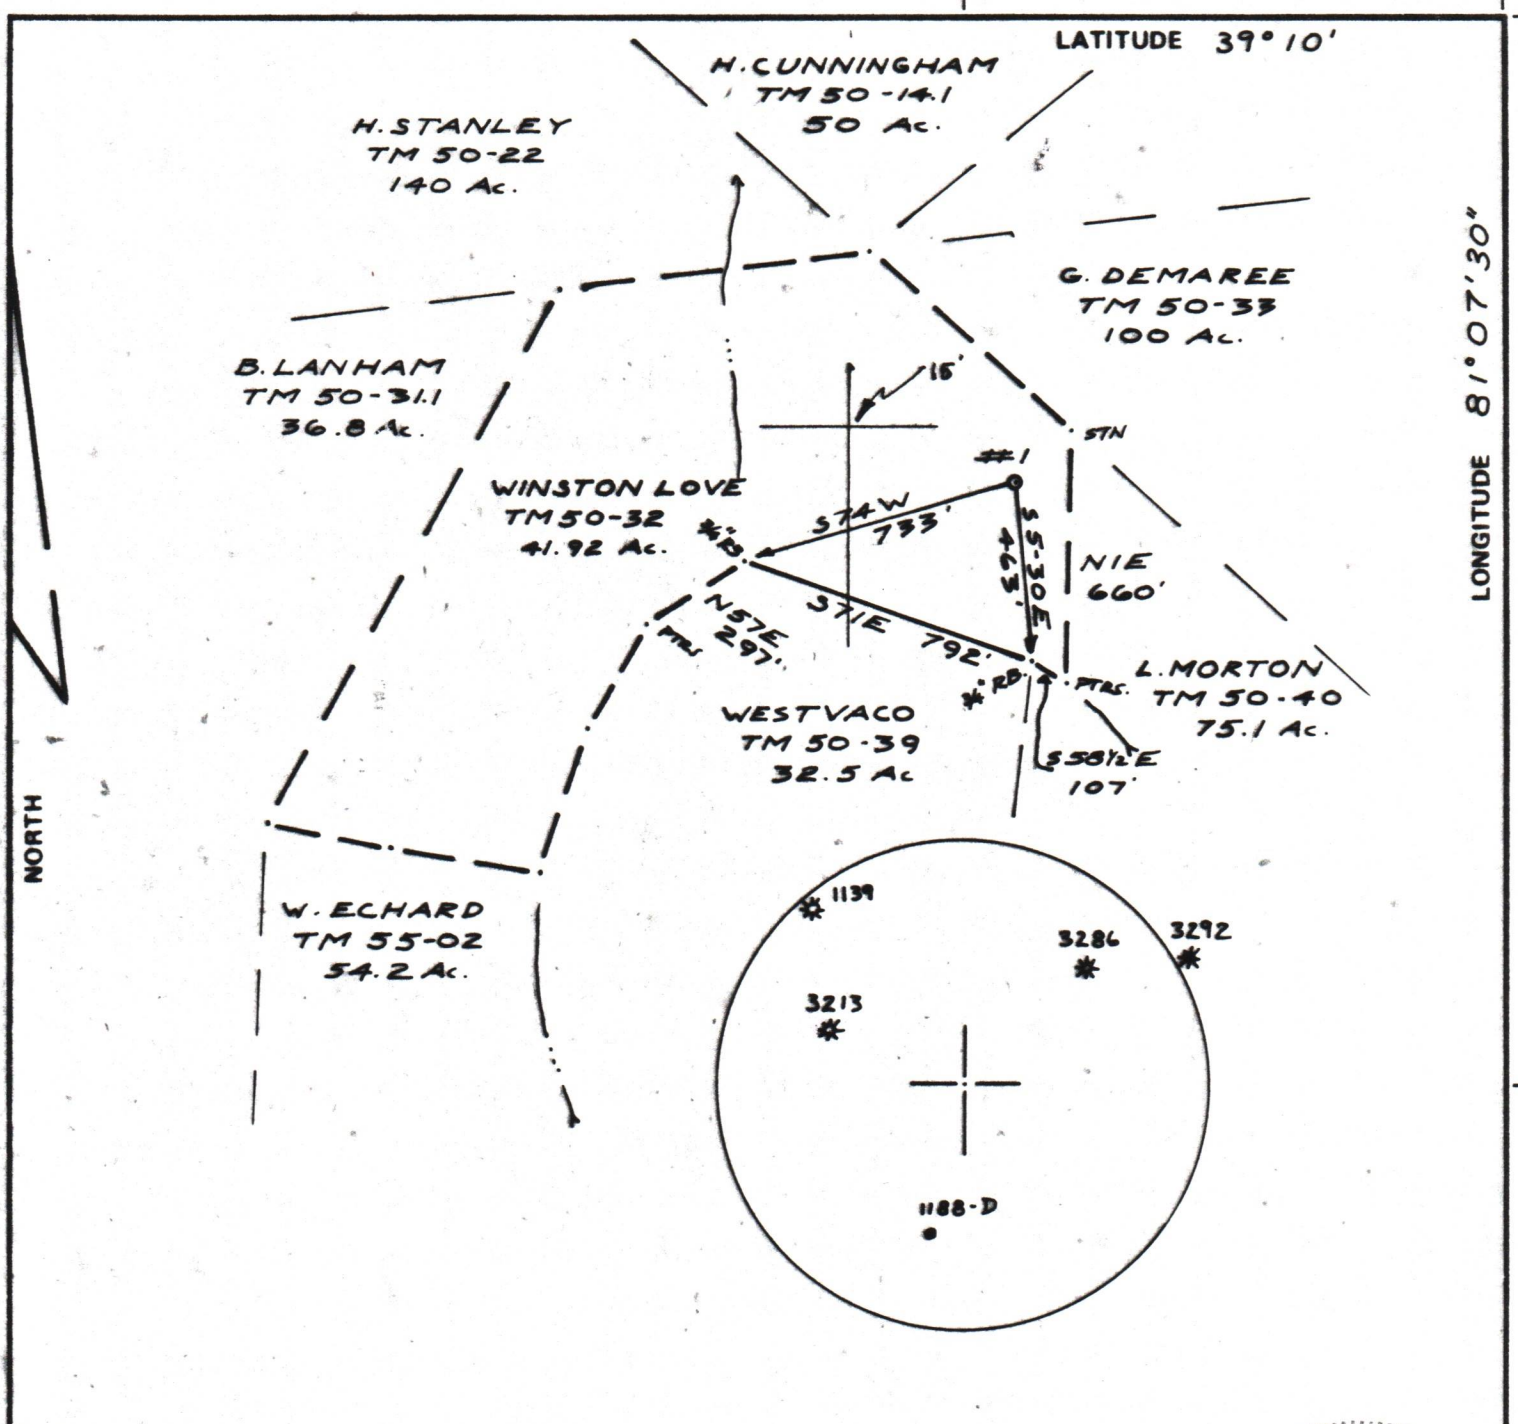 LATITUDE 39°10'
H. CUNNINGHAM
TM 50-14.1
50 Ac.
H. STANLEY
TM 50-22
140 Ac.
LONGITUDE 81°07'30"
G. DEMAREE
TM 50-33
100 Ac.
B. LANHAM
TM 50-31.1
36.8 Ac.
15'
STN
#1
WINSTON LOVE
TM 50-32
41.92 Ac.
S74W
733'
S5-30E
463'
N1E
660'
N57E
297'
PTRS
S71E 792'
¾" RB.
PTRS.
L. MORTON
TM 50-40
75.1 Ac.
WESTVACO
TM 50-39
32.5 Ac
S58½E
107'
NORTH
W. ECHARD
TM 55-02
54.2 Ac.
1139
3286
3292
3213
1188-D